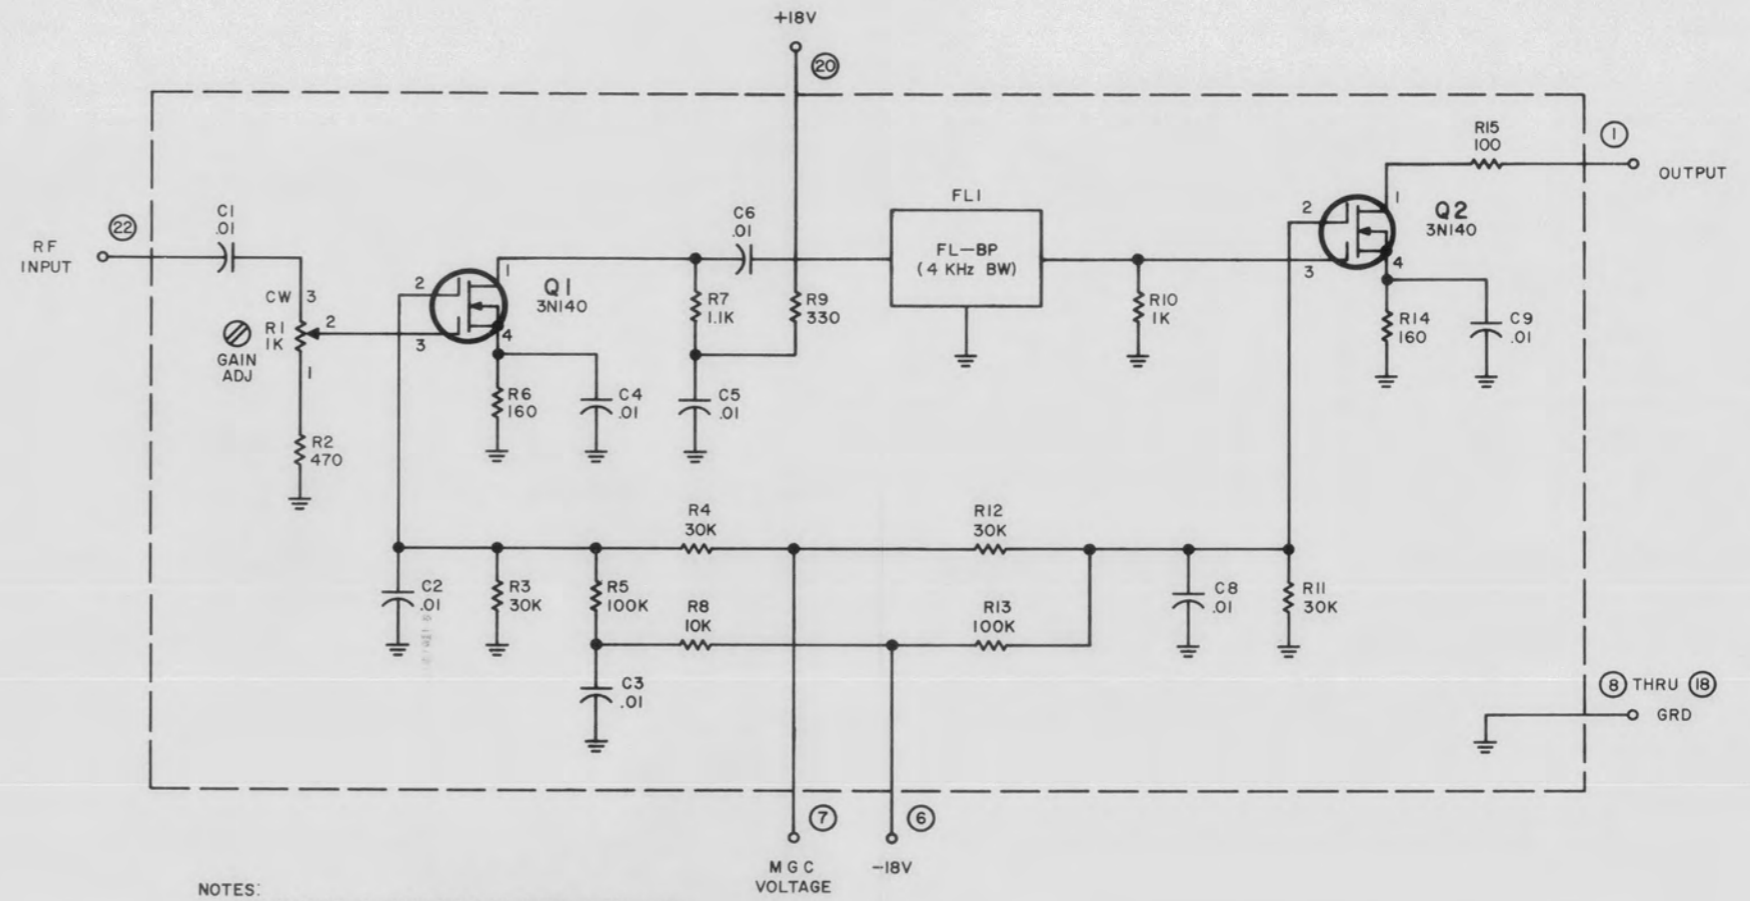 +18V
20
R15
100
1
OUTPUT
FL1
FL-BP
(4 KHz BW)
C6
.01
C1
.01
22
RF
INPUT
2
1
Q2
3N140
3
4
CW
3
R1
1K
2
GAIN
ADJ
1
2
1
Q1
3N140
3
4
R7
1.1K
R9
330
R10
1K
R14
160
C9
.01
R2
470
R6
160
C4
.01
C5
.01
R4
30K
R12
30K
C2
.01
R3
30K
R5
100K
R8
10K
R13
100K
C8
.01
R11
30K
C3
.01
8 THRU 18
GRD
7
6
MGC
VOLTAGE
-18V
NOTES: